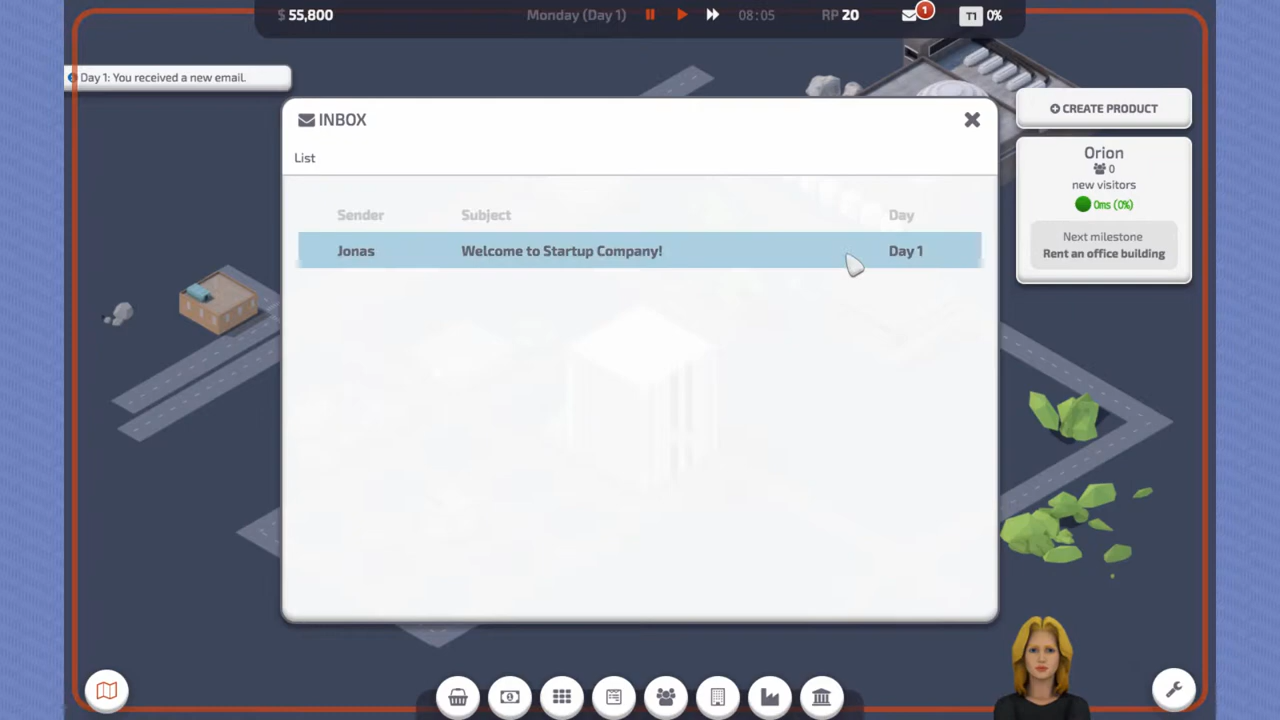 $ 55,800
Monday (Day 1)
08:05
RP 20
1
T1 0%
Day 1: You received a new email.
INBOX
CREATE PRODUCT
List
Orion
0
new visitors
0ms (0%)
Next milestone
Rent an office building
Sender Subject Day
Jonas Welcome to Startup Company! Day 1